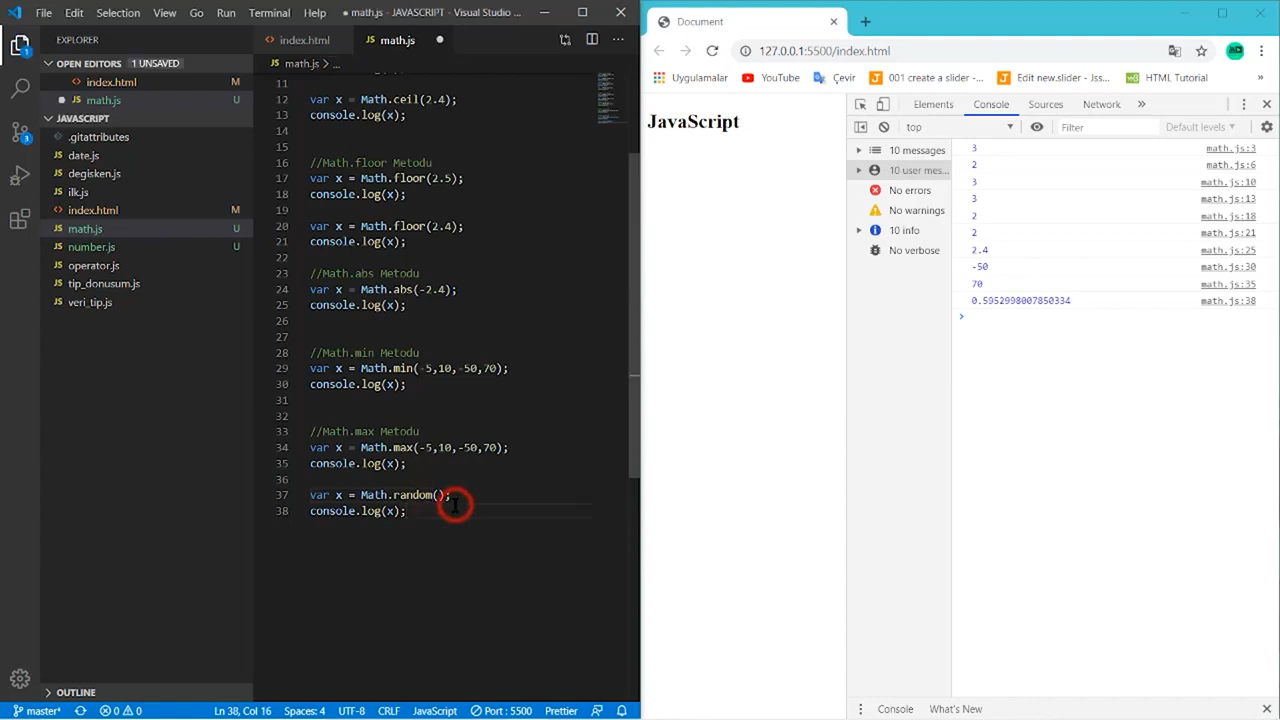 File Edit Selection View Go Run Terminal Help ● math.js - JAVASCRIPT - Visual Studio ...
EXPLORER
OPEN EDITORS 1 UNSAVED
index.html M
math.js U
JAVASCRIPT
.gitattributes
date.js
degisken.js
ilk.js
index.html M
math.js U
number.js U
operator.js
tip_donusum.js
veri_tip.js
OUTLINE
index.html
math.js
math.js > ...
11
12 var x = Math.ceil(2.4);
13 console.log(x);
14
15
16 //Math.floor Metodu
17 var x = Math.floor(2.5);
18 console.log(x);
19
20 var x = Math.floor(2.4);
21 console.log(x);
22
23 //Math.abs Metodu
24 var x = Math.abs(-2.4);
25 console.log(x);
26
27
28 //Math.min Metodu
29 var x = Math.min(-5,10,-50,70);
30 console.log(x);
31
32
33 //Math.max Metodu
34 var x = Math.max(-5,10,-50,70);
35 console.log(x);
36
37 var x = Math.random();
38 console.log(x);
master* 0 0 Ln 38, Col 16 Spaces: 4 UTF-8 CRLF JavaScript Port : 5500 Prettier
Document
127.0.0.1:5500/index.html
Uygulamalar YouTube Çevir 001 create a slider -... Edit new.slider - Jss... HTML Tutorial »
JavaScript
Elements Console Sources Network »
top Filter Default levels
10 messages
10 user mes...
No errors
No warnings
10 info
No verbose
3 math.js:3
2 math.js:6
3 math.js:10
3 math.js:13
2 math.js:18
2 math.js:21
2.4 math.js:25
-50 math.js:30
70 math.js:35
0.5952998007850334 math.js:38
>
Console What's New